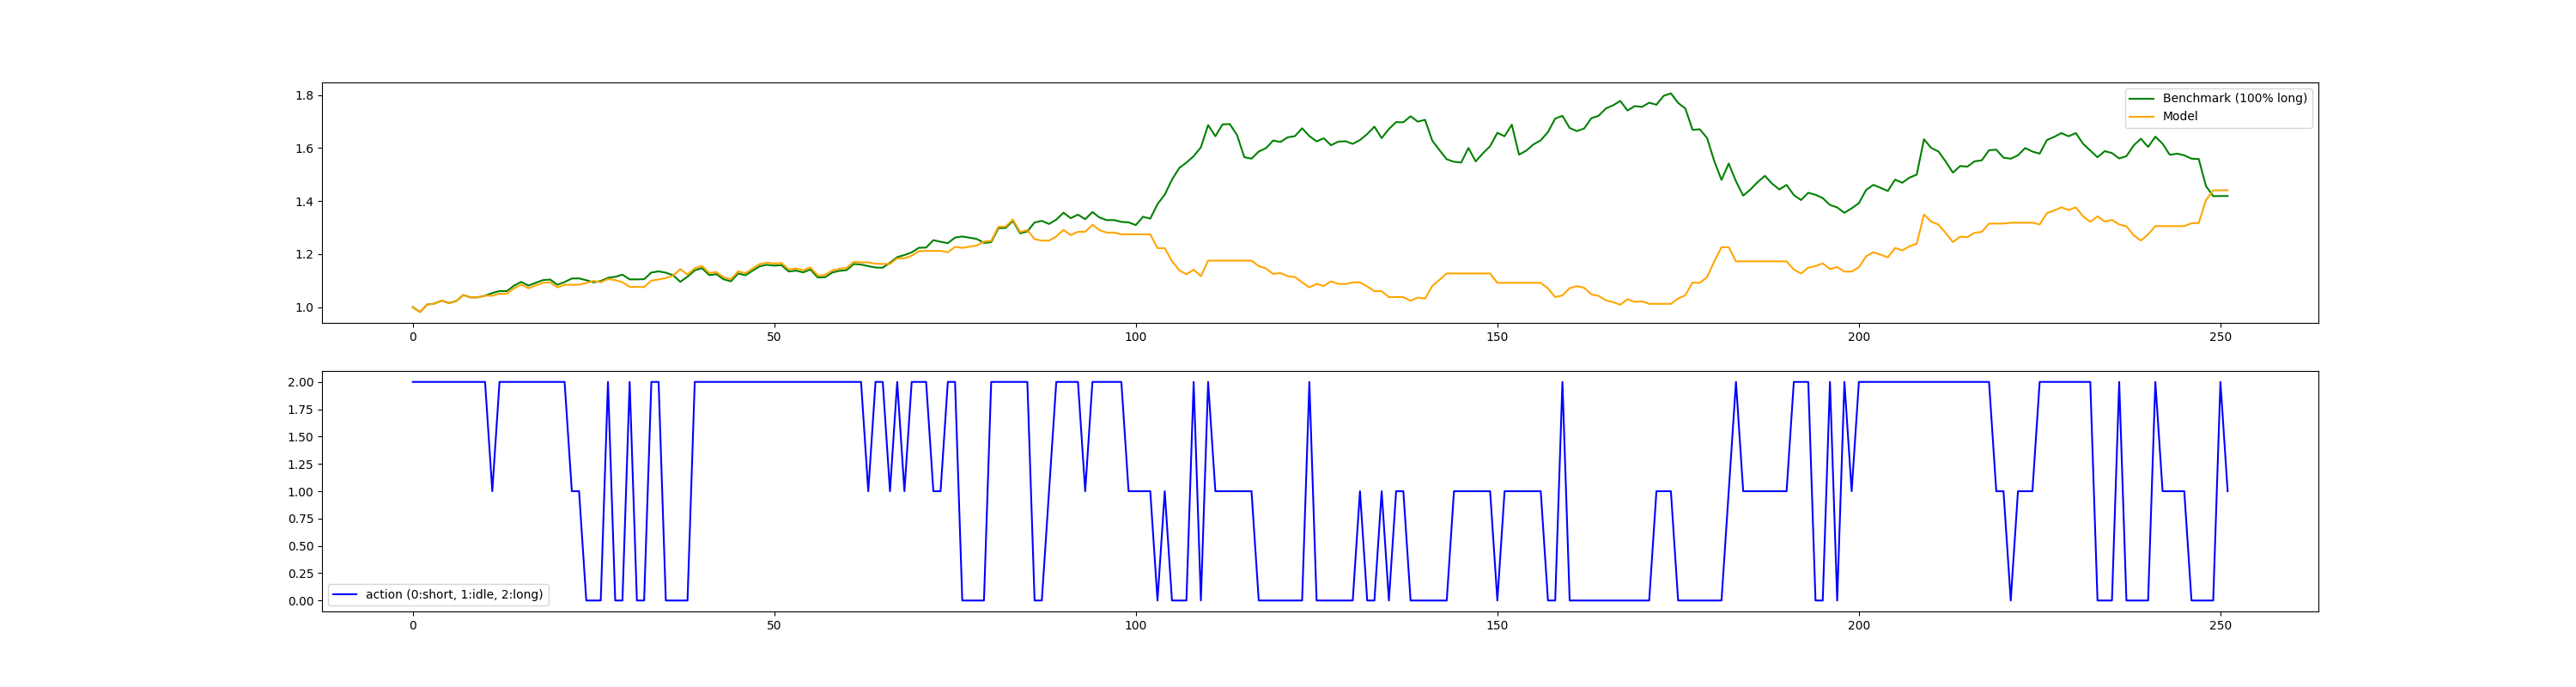 1.8
1.6
1.4
1.2
1.0
Benchmark (100% long)
Model
0 50 100 150 200 250
2.00
1.75
1.50
1.25
1.00
0.75
0.50
0.25
0.00
action (0:short, 1:idle, 2:long)
0 50 100 150 200 250